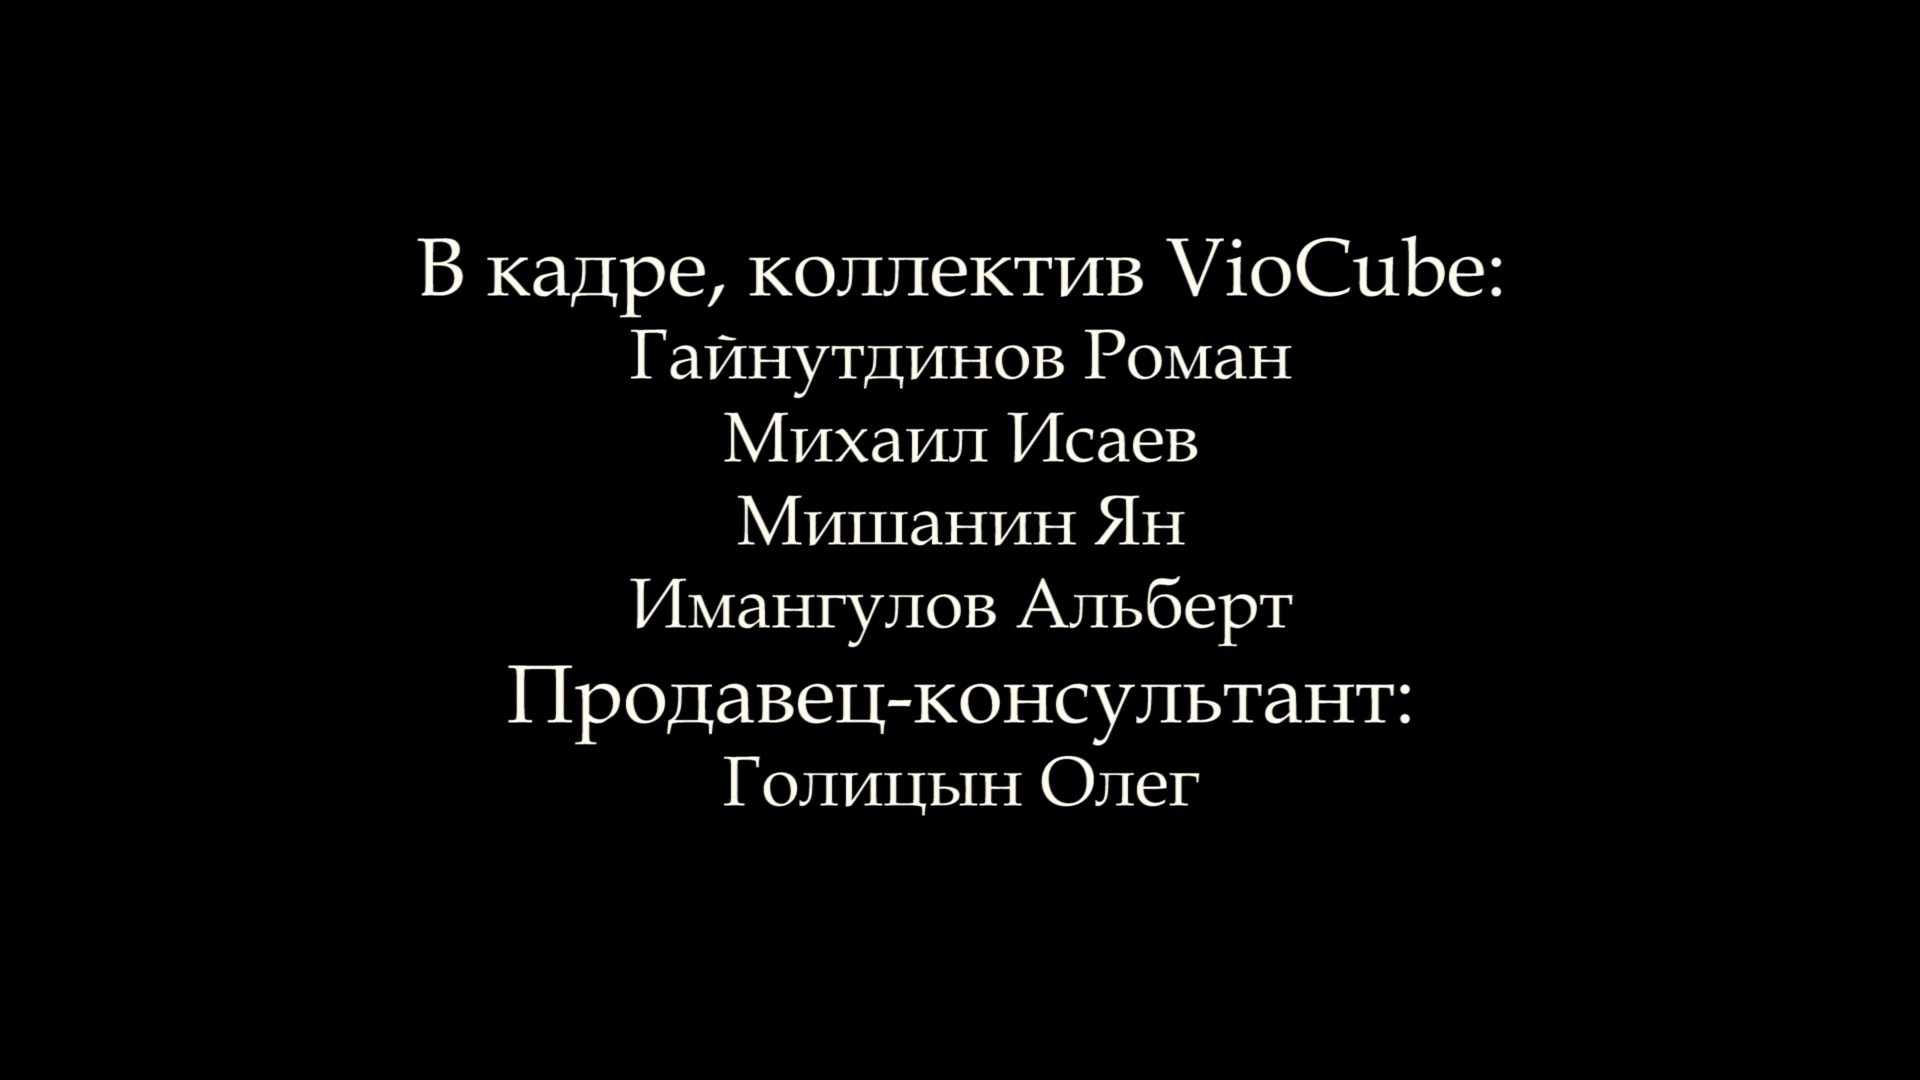 В кадре, коллектив VioCube:
Гайнутдинов Роман
Михаил Исаев
Мишанин Ян
Имангулов Альберт
Продавец-консультант:
Голицын Олег